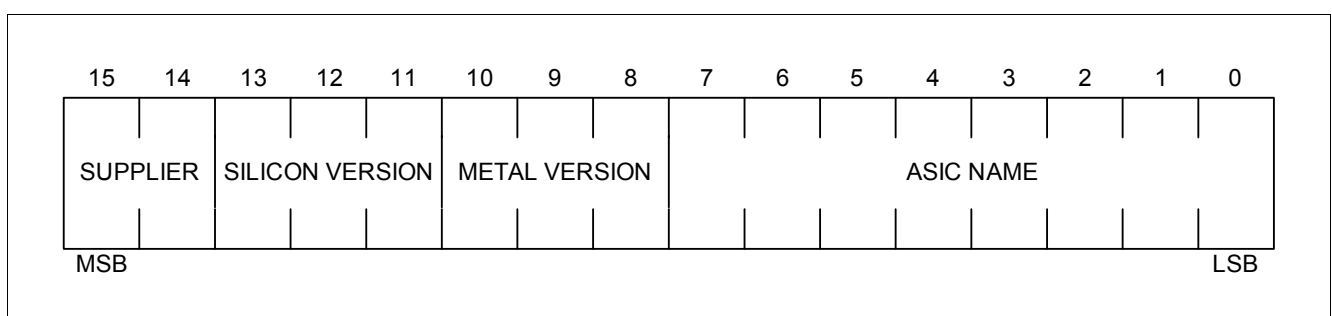 15 14 13 12 11 10 9 8 7 6 5 4 3 2 1 0
SUPPLIER SILICON VERSION METAL VERSION ASIC NAME
MSB LSB